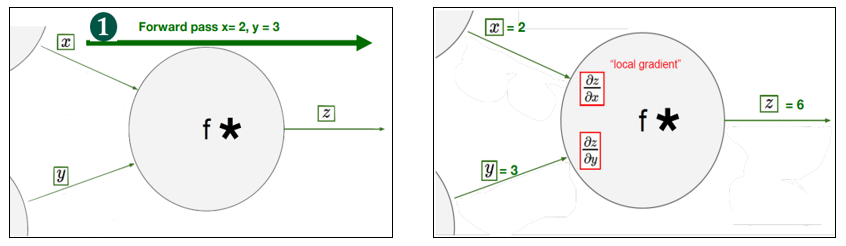 1 Forward pass x= 2, y = 3
x
f *
z
y
x = 2
"local gradient"
∂z
∂x
z = 6
f *
∂z
∂y
y = 3